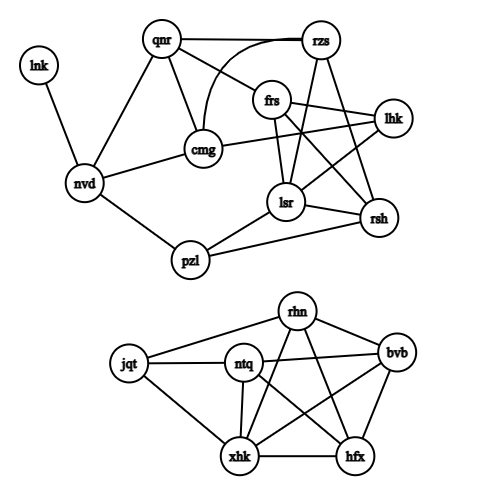 qnr
rzs
lnk
frs
lhk
cmg
nvd
lsr
rsh
pzl
rhn
bvb
jqt
ntq
xhk
hfx